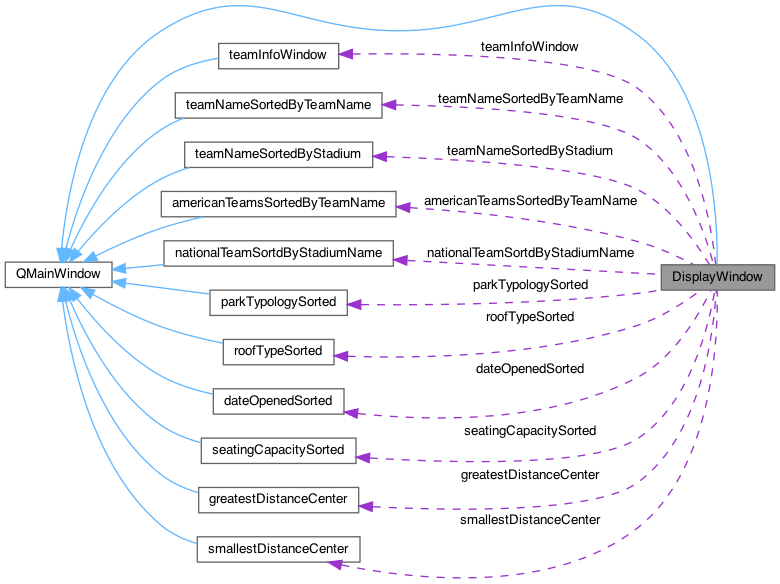 teamInfoWindow
teamInfoWindow
teamNameSortedByTeamName
teamNameSortedByTeamName
teamNameSortedByStadium
teamNameSortedByStadium
americanTeamsSortedByTeamName
americanTeamsSortedByTeamName
nationalTeamSortdByStadiumName
nationalTeamSortdByStadiumName
QMainWindow
DisplayWindow
parkTypologySorted
parkTypologySorted
roofTypeSorted
roofTypeSorted
dateOpenedSorted
dateOpenedSorted
seatingCapacitySorted
seatingCapacitySorted
greatestDistanceCenter
greatestDistanceCenter
smallestDistanceCenter
smallestDistanceCenter